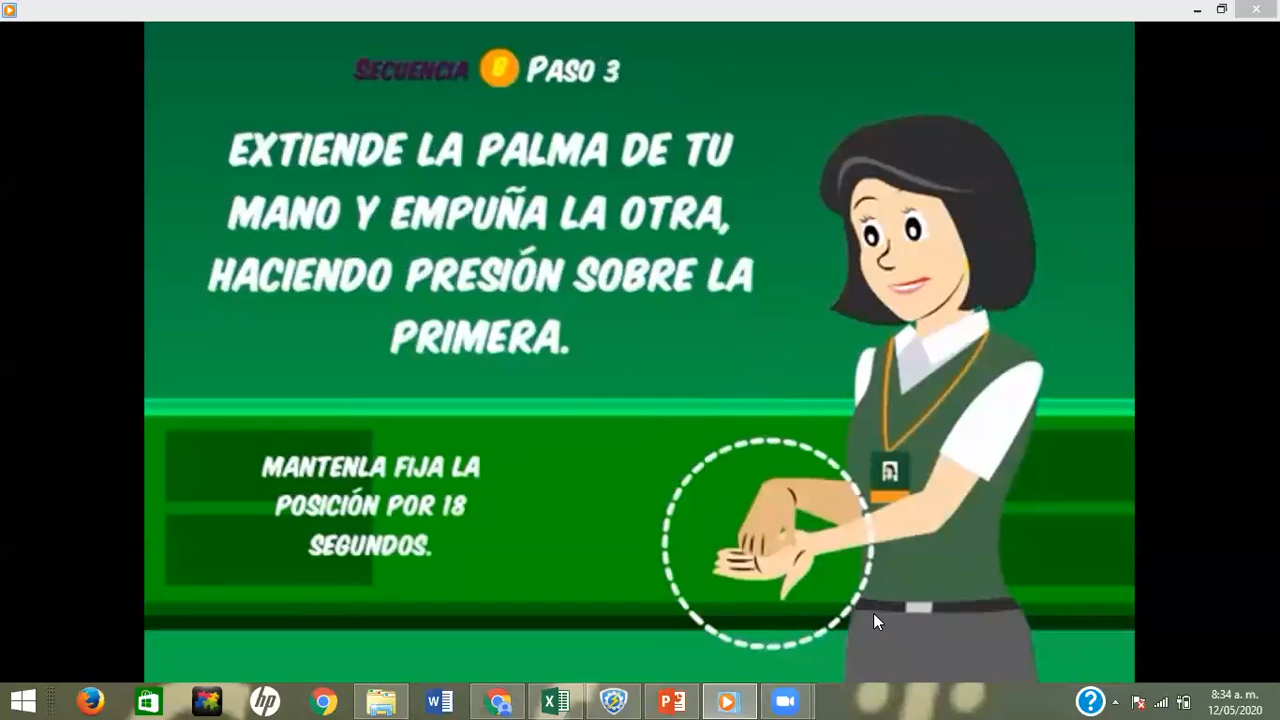 SECUENCIA B PASO 3
EXTIENDE LA PALMA DE TU
MANO Y EMPUÑA LA OTRA,
HACIENDO PRESIÓN SOBRE LA
PRIMERA.
MANTENLA FIJA LA
POSICIÓN POR 18
SEGUNDOS.
8:34 a. m.
12/05/2020